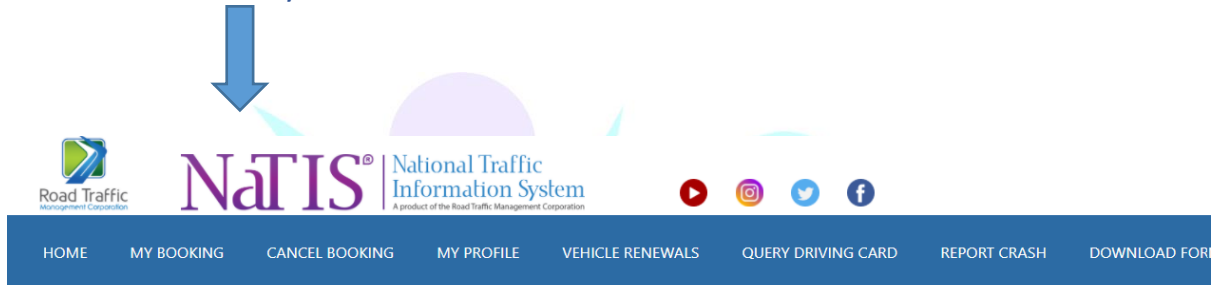 NaTIS® National Traffic
Information System
A product of the Road Traffic Management Corporation
Road Traffic
Management Corporation
HOME MY BOOKING CANCEL BOOKING MY PROFILE VEHICLE RENEWALS QUERY DRIVING CARD REPORT CRASH DOWNLOAD